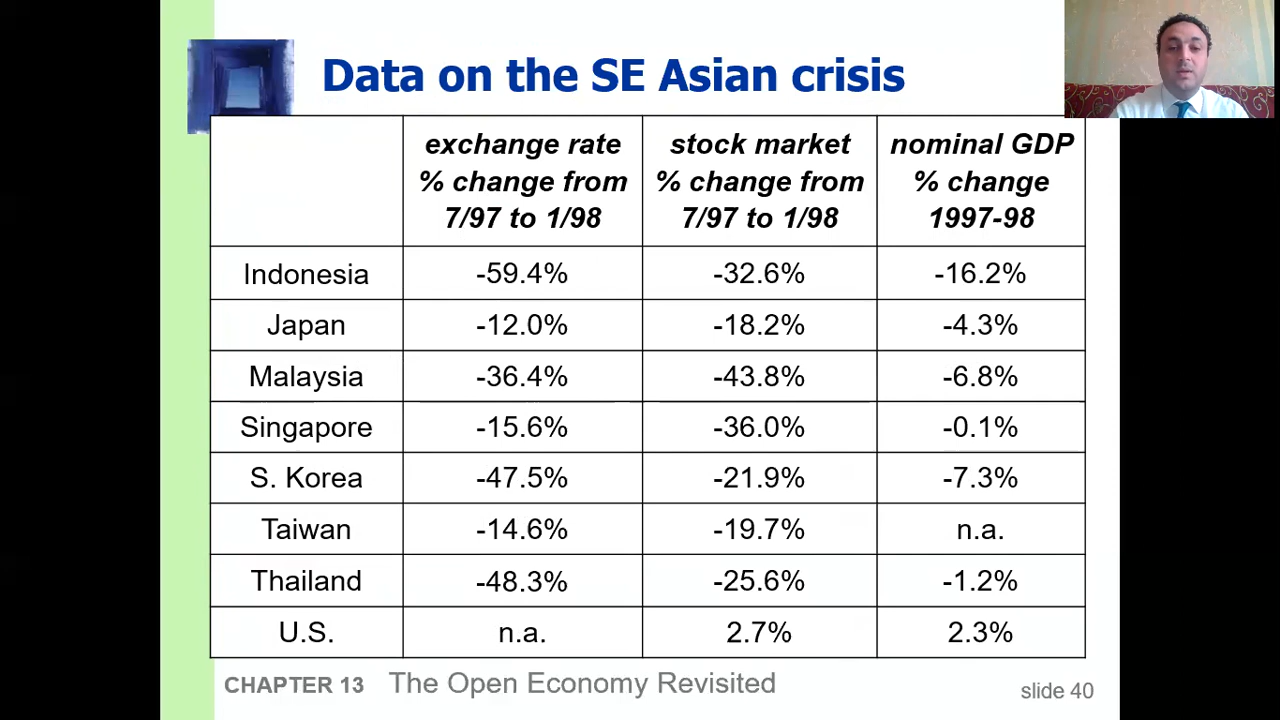 Data on the SE Asian crisis
exchange rate % change from 7/97 to 1/98 stock market % change from 7/97 to 1/98 nominal GDP % change 1997-98
Indonesia -59.4% -32.6% -16.2%
Japan -12.0% -18.2% -4.3%
Malaysia -36.4% -43.8% -6.8%
Singapore -15.6% -36.0% -0.1%
S. Korea -47.5% -21.9% -7.3%
Taiwan -14.6% -19.7% n.a.
Thailand -48.3% -25.6% -1.2%
U.S. n.a. 2.7% 2.3%
CHAPTER 13 The Open Economy Revisited slide 40